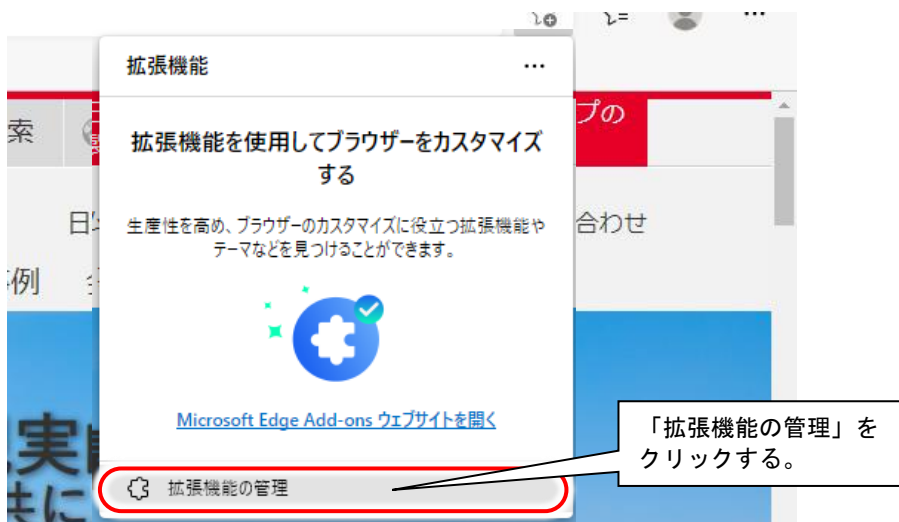 拡張機能
プの
索
拡張機能を使用してブラウザーをカスタマイズ
する
生産性を高め、ブラウザーのカスタマイズに役立つ拡張機能や
テーマなどを見つけることができます。
合わせ
例
Microsoft Edge Add-ons ウェブサイトを開く
「拡張機能の管理」を
クリックする。
実
共に
拡張機能の管理